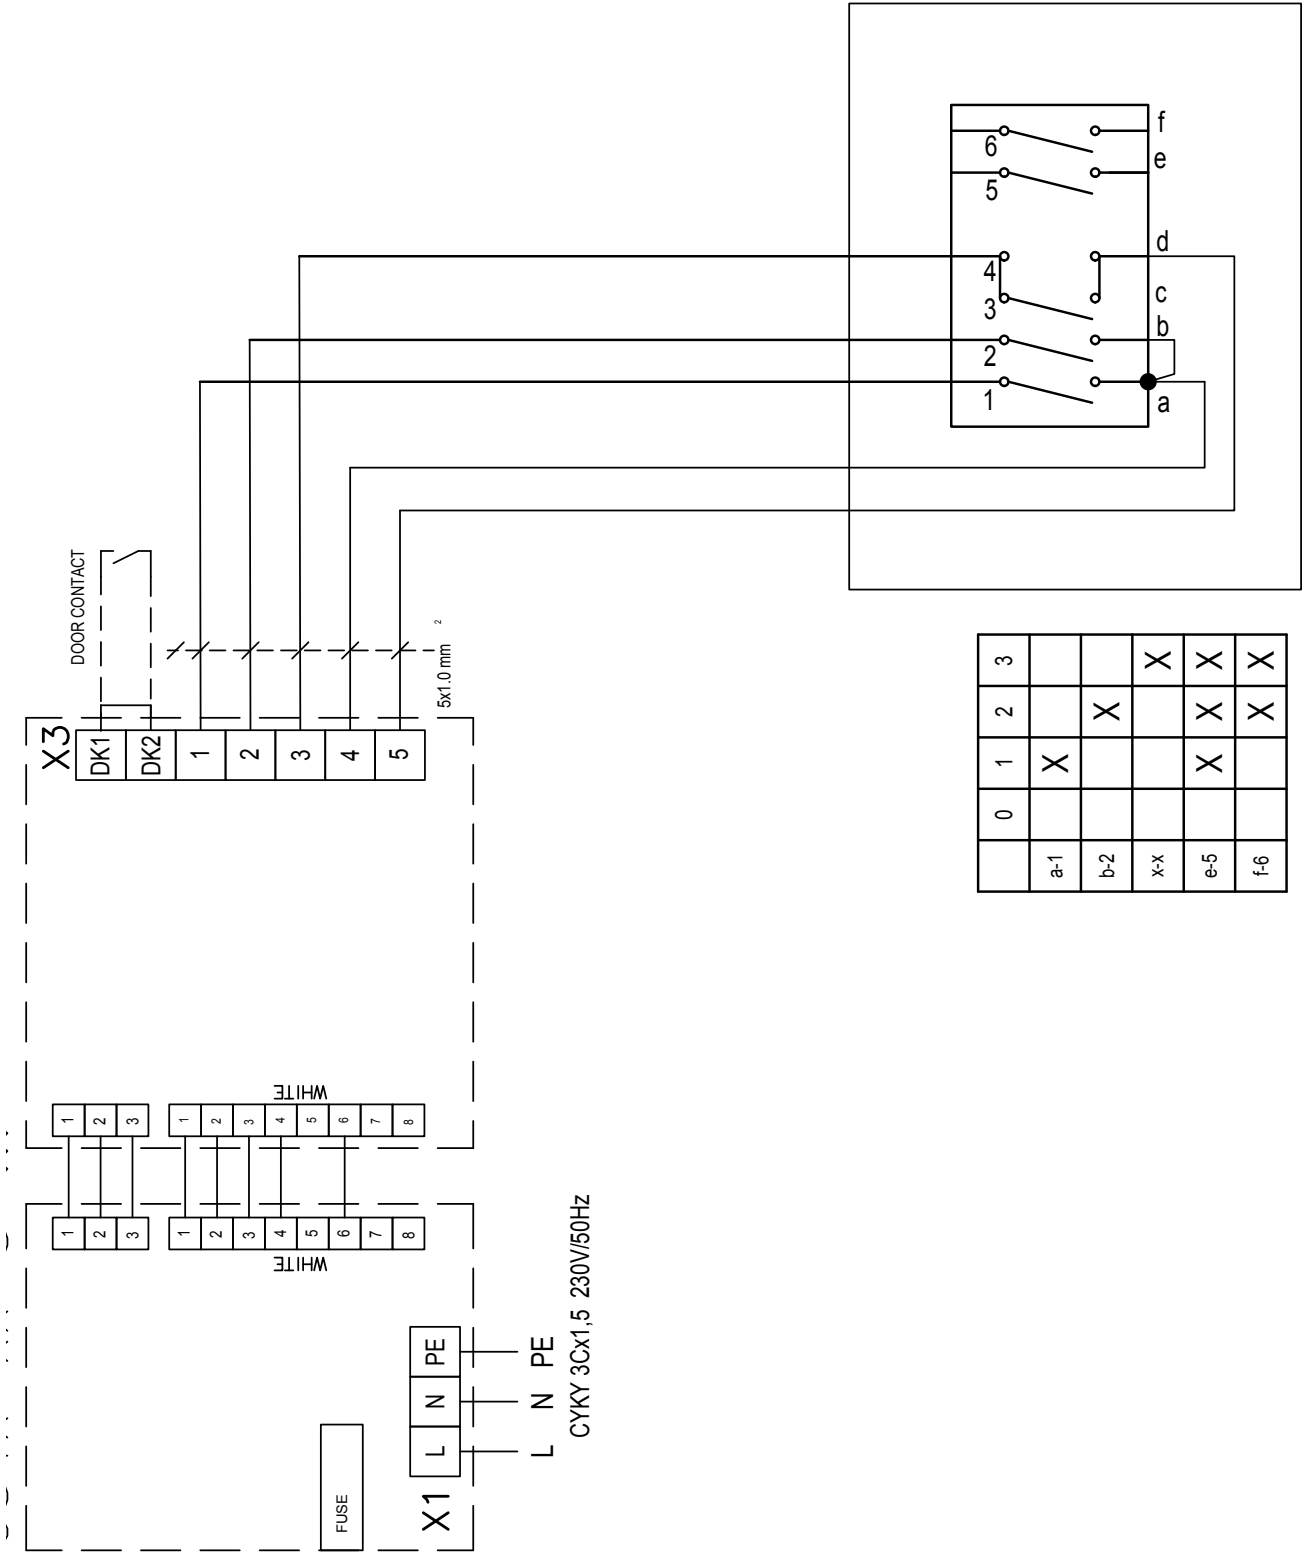 f
6
e
5
d
4
c
3
b
2
a
1
DOOR CONTACT
5x1.0 mm 2
X3
DK1
DK2
1
2
3
4
5
0 1 2 3
a-1 X
b-2 X
x-x X
e-5 X X X
f-6 X X
WHITE
1 2 3
1 2 3 4 5 6 7 8
1 2 3
1 2 3 4 5 6 7 8
WHITE
FUSE
X1
L N PE
L N PE
CYKY 3Cx1,5 230V/50Hz